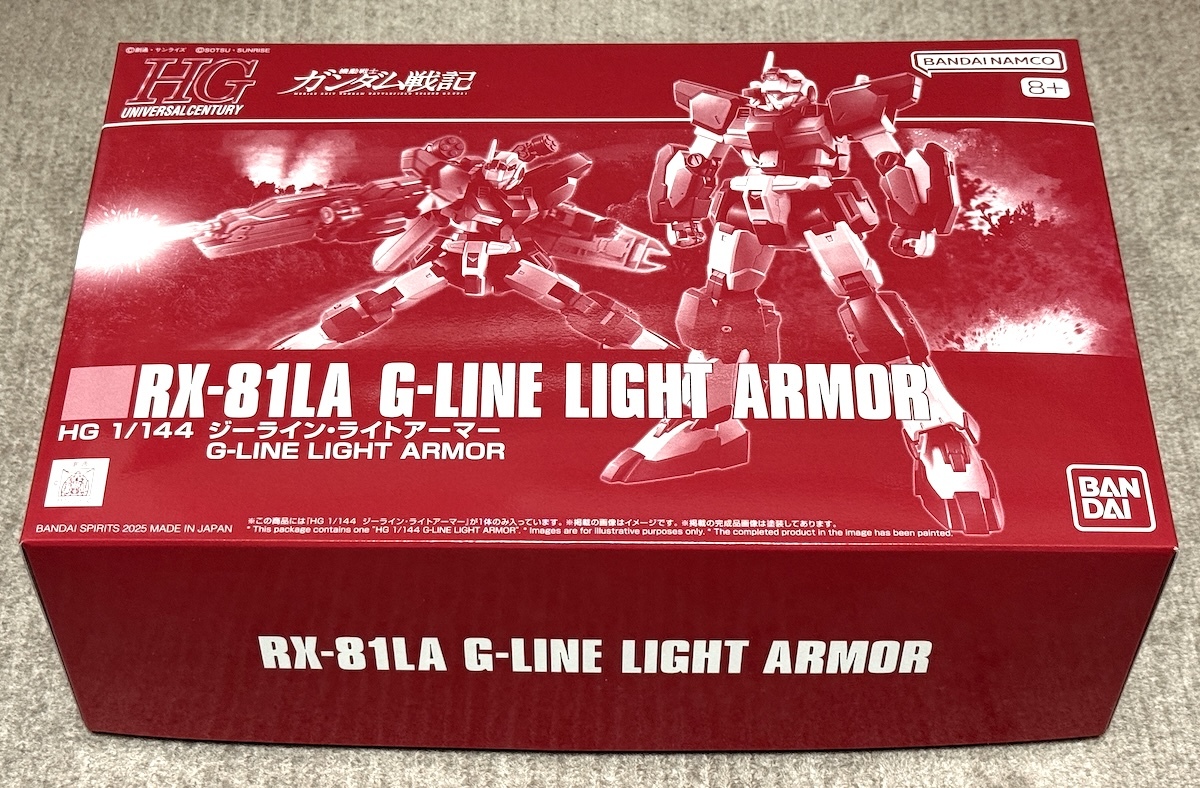 ©創通・サンライズ ©SOTSU・SUNRISE
HG
UNIVERSAL CENTURY
機動戦士
ガンダム戦記
BANDAI NAMCO
8+
RX-81LA G-LINE LIGHT ARMOR
HG 1/144 ジーライン・ライトアーマー
G-LINE LIGHT ARMOR
BAN
DAI
BANDAI SPIRITS 2025 MADE IN JAPAN
※この商品には「HG 1/144 ジーライン・ライトアーマー」が1体のみ入っています。※掲載の画像はイメージです。※掲載の完成品画像は塗装してあります。
* This package contains one "HG 1/144 G-LINE LIGHT ARMOR". * Images are for illustrative purposes only. * The completed product in the image has been painted.
RX-81LA G-LINE LIGHT ARMOR